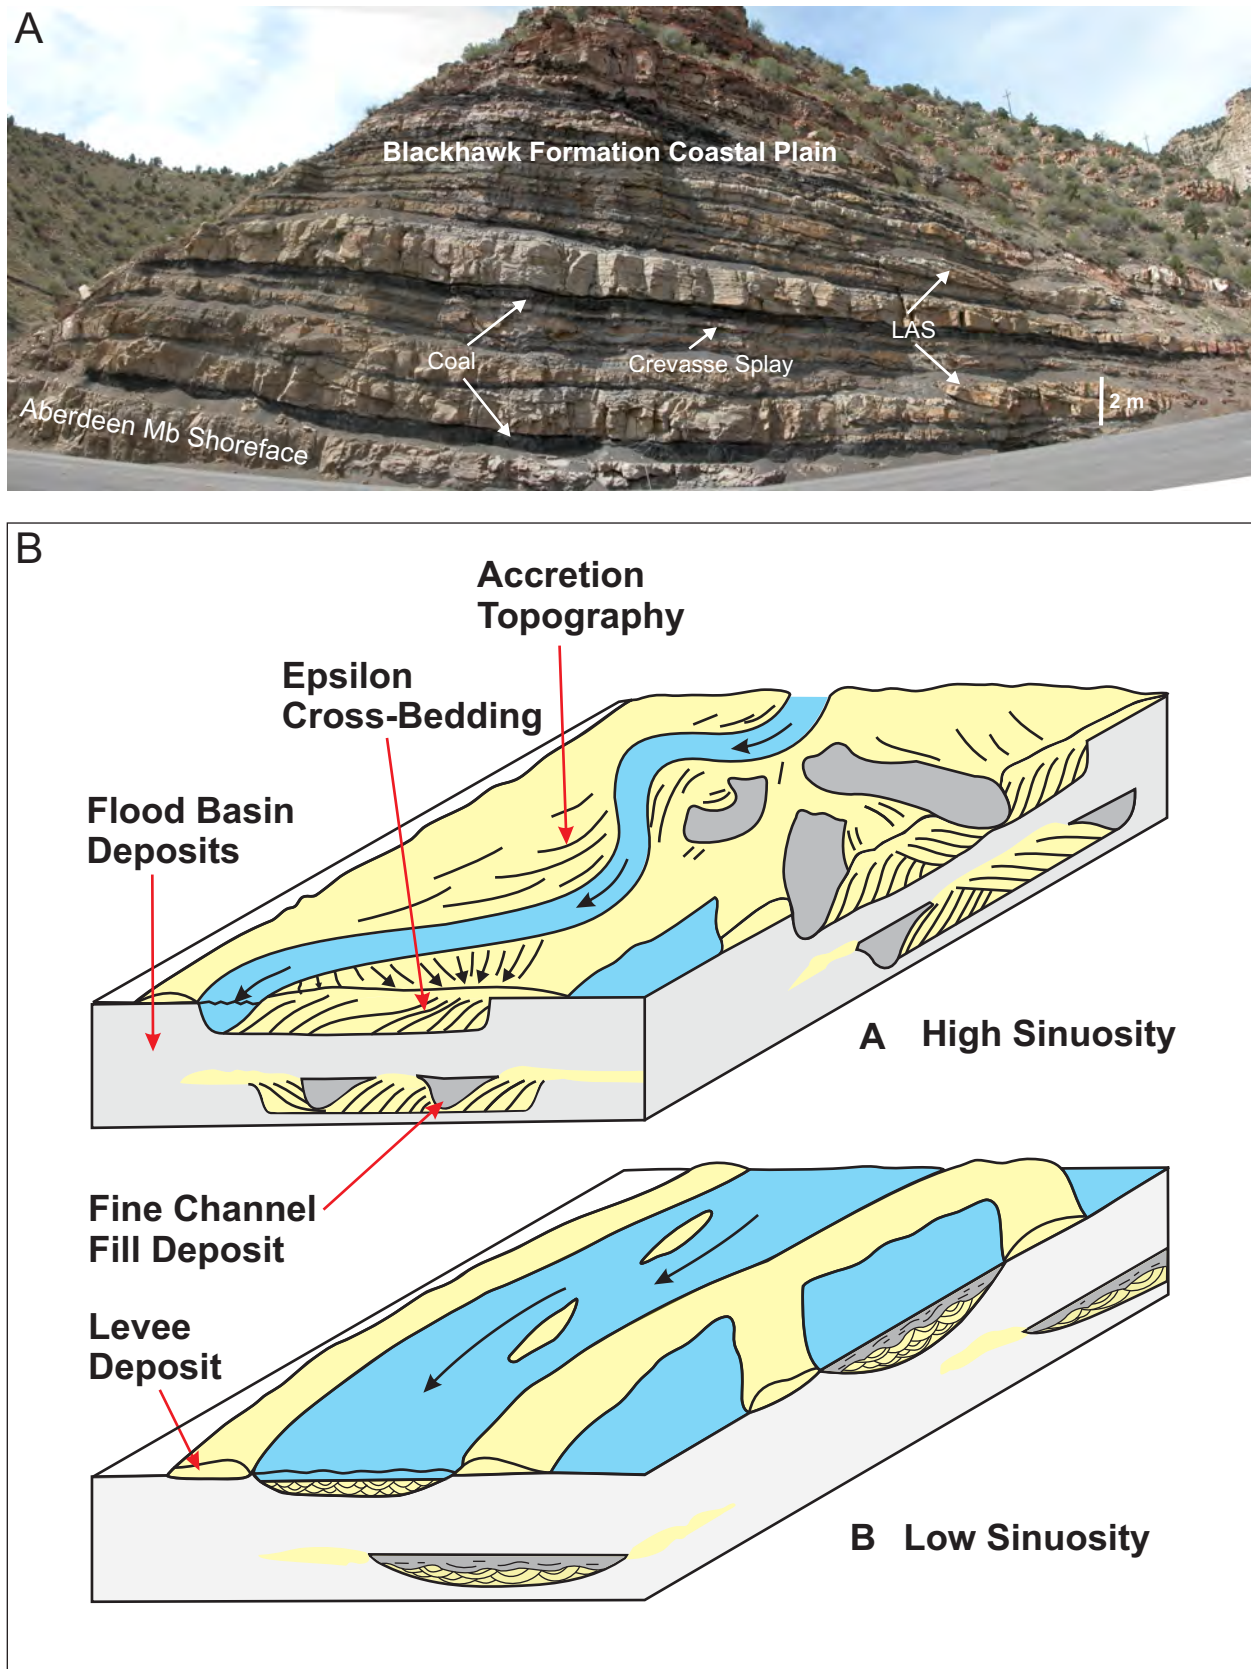 A
Blackhawk Formation Coastal Plain
LAS
Coal
Crevasse Splay
2 m
Aberdeen Mb Shoreface
B
Accretion
Topography
Epsilon
Cross-Bedding
Flood Basin
Deposits
A High Sinuosity
Fine Channel
Fill Deposit
Levee
Deposit
B Low Sinuosity